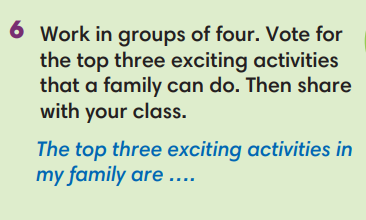 6 Work in groups of four. Vote for
the top three exciting activities
that a family can do. Then share
with your class.
The top three exciting activities in
my family are ....